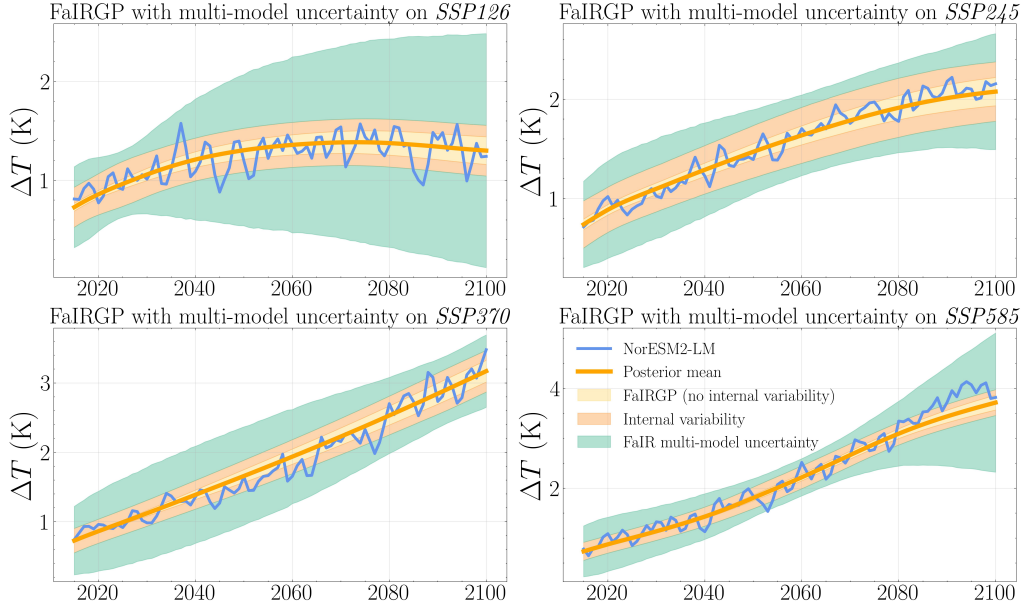 FaIRGP with multi-model uncertainty on SSP126
ΔT (K)
2
1
2020 2040 2060 2080 2100
FaIRGP with multi-model uncertainty on SSP245
ΔT (K)
2
1
2020 2040 2060 2080 2100
FaIRGP with multi-model uncertainty on SSP370
ΔT (K)
3
2
1
2020 2040 2060 2080 2100
FaIRGP with multi-model uncertainty on SSP585
ΔT (K)
4
2
NorESM2-LM
Posterior mean
FaIRGP (no internal variability)
Internal variability
FaIR multi-model uncertainty
2020 2040 2060 2080 2100